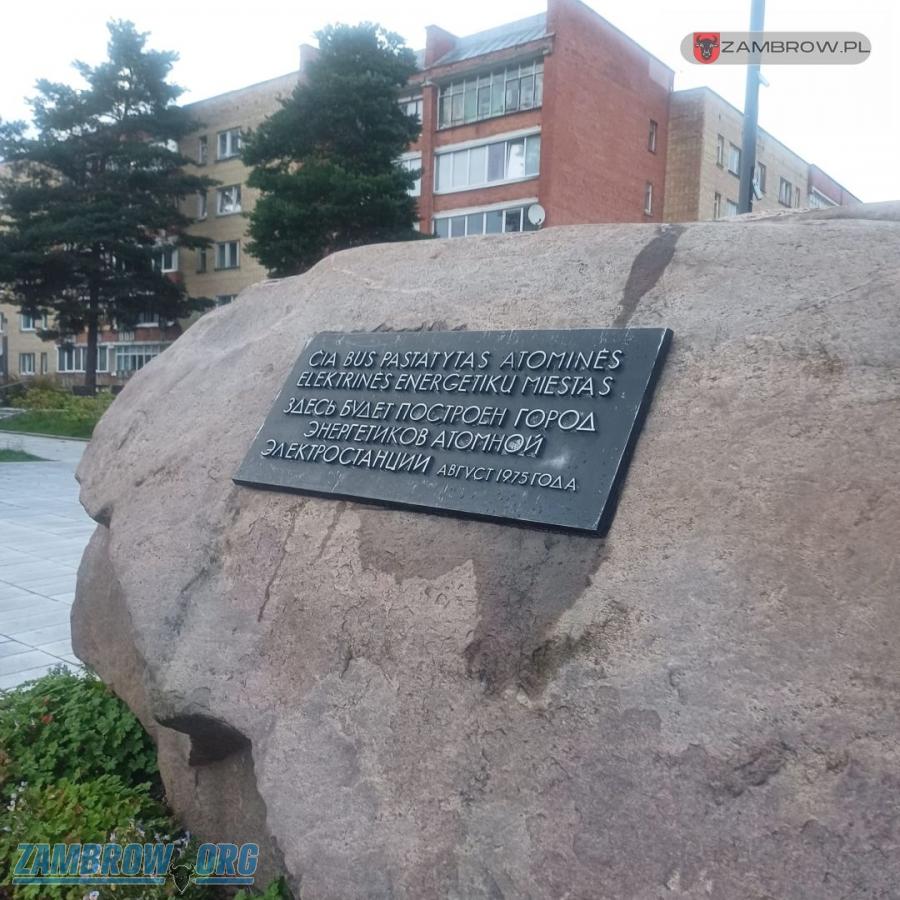 ZAMBROW.PL
ČIA BUS PASTATYTAS ATOMINĖS
ELEKTRINĖS ENERGETIKŲ MIESTAS
ЗДЕСЬ БУДЕТ ПОСТРОЕН ГОРОД
ЭНЕРГЕТИКОВ АТОМНОЙ
ЭЛЕКТРОСТАНЦИИ АВГУСТ 1975 ГОДА
ZAMBROW.ORG